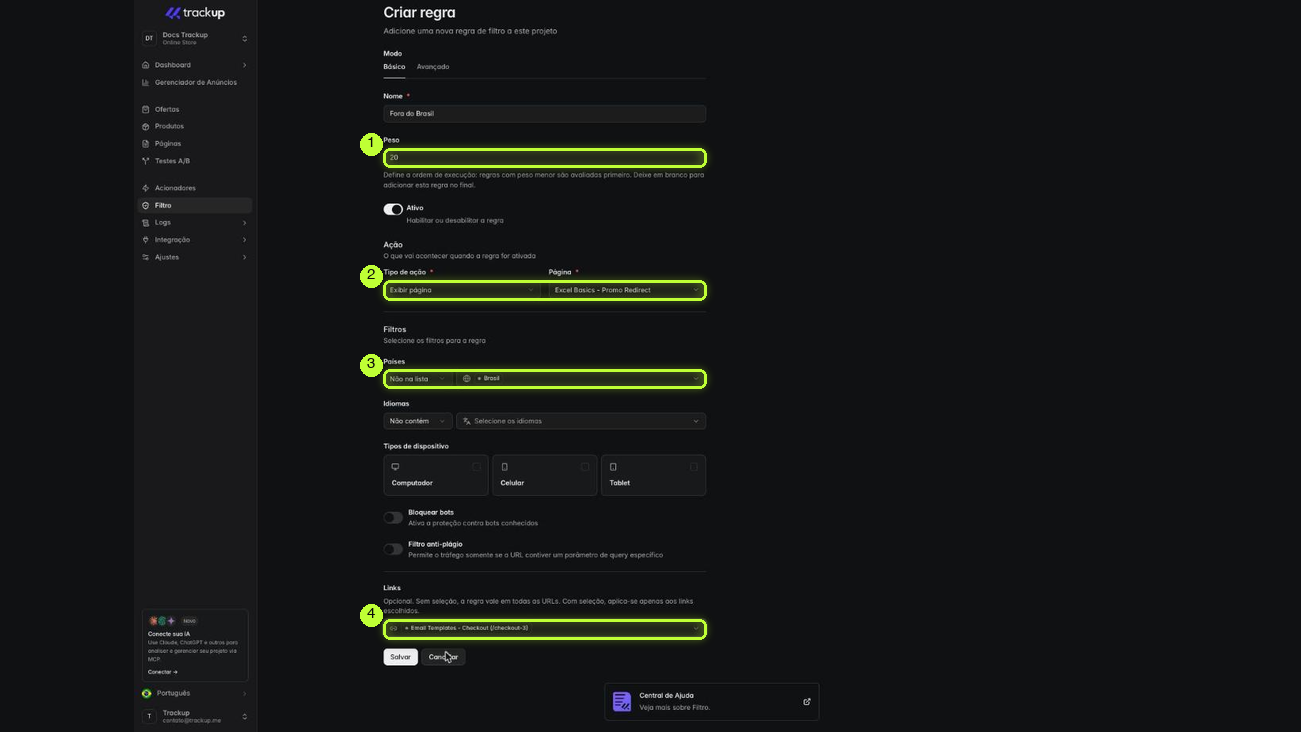 trackup
DT
Docs Trackup
Online Store
Dashboard
Gerenciador de Anúncios
Ofertas
Produtos
Páginas
Testes A/B
Acionadores
Filtro
Logs
Integração
Ajustes
Novo
Conecte sua IA
Use Claude, ChatGPT e outros para
analisar e gerenciar seu projeto via
MCP.
Conectar →
Português
T
Trackup
contato@trackup.me
Criar regra
Adicione uma nova regra de filtro a este projeto
Modo
Básico Avançado
Nome *
Fora do Brasil
1
Peso
20
Define a ordem de execução: regras com peso menor são avaliadas primeiro. Deixe em branco para
adicionar esta regra no final.
Ativo
Habilitar ou desabilitar a regra
Ação
O que vai acontecer quando a regra for ativada
2
Tipo de ação * Página *
Exibir página Excel Basics - Promo Redirect
Filtros
Selecione os filtros para a regra
3
Países
Não na lista Brasil
Idiomas
Não contém Selecione os idiomas
Tipos de dispositivo
Computador Celular Tablet
Bloquear bots
Ativa a proteção contra bots conhecidos
Filtro anti-plágio
Permite o tráfego somente se a URL contiver um parâmetro de query específico
Links
Opcional. Sem seleção, a regra vale em todas as URLs. Com seleção, aplica-se apenas aos links
escolhidos.
4
Email Templates - Checkout (/checkout-3)
Salvar Cancelar
Central de Ajuda
Veja mais sobre Filtro.